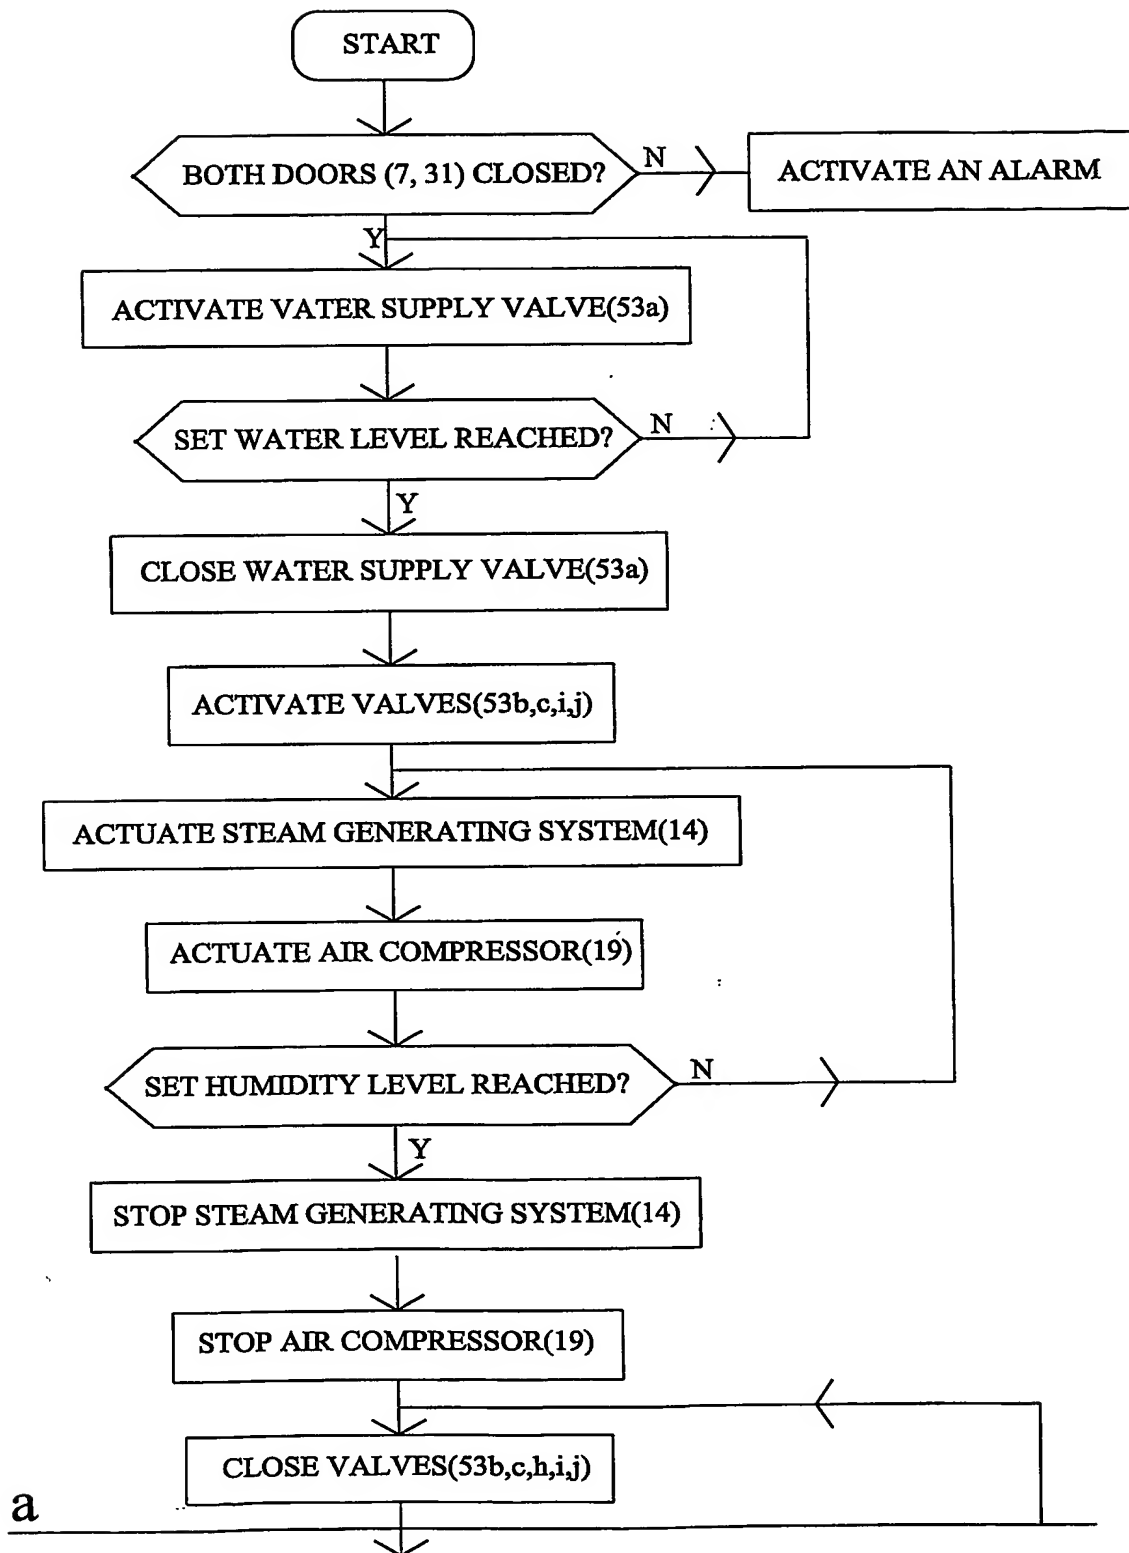 START
BOTH DOORS (7, 31) CLOSED?
N
ACTIVATE AN ALARM
Y
ACTIVATE VATER SUPPLY VALVE(53a)
SET WATER LEVEL REACHED?
N
Y
CLOSE WATER SUPPLY VALVE(53a)
ACTIVATE VALVES(53b,c,i,j)
ACTUATE STEAM GENERATING SYSTEM(14)
ACTUATE AIR COMPRESSOR(19)
SET HUMIDITY LEVEL REACHED?
N
Y
STOP STEAM GENERATING SYSTEM(14)
STOP AIR COMPRESSOR(19)
CLOSE VALVES(53b,c,h,i,j)
a